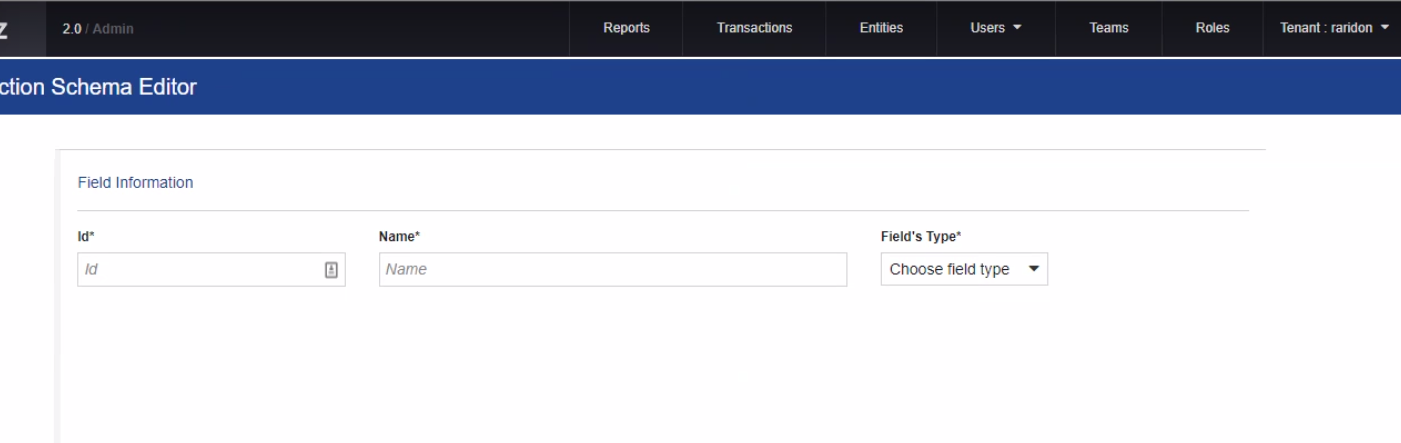 2.0 / Admin Reports Transactions Entities Users Teams Roles Tenant : raridon
Schema Editor
Field Information
Id* Name* Field's Type*
Id Name Choose field type